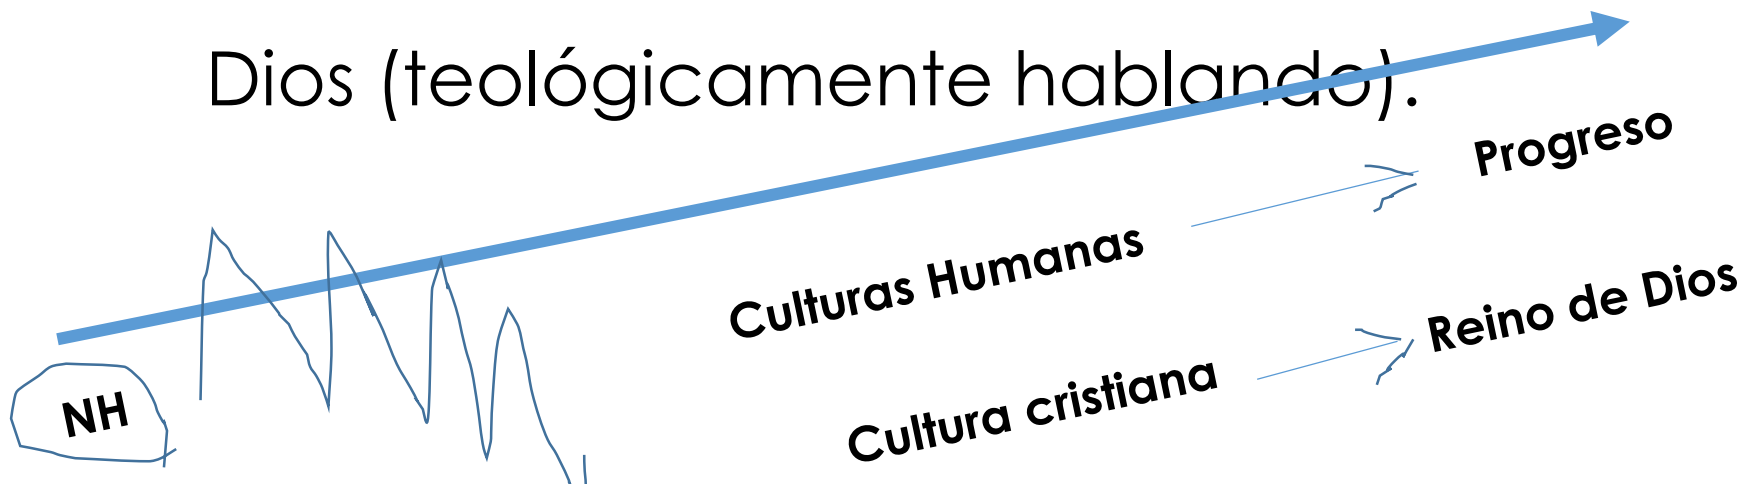 Dios (teológicamente hablando).
Progreso
Culturas Humanas
Reino de Dios
Cultura cristiana
NH